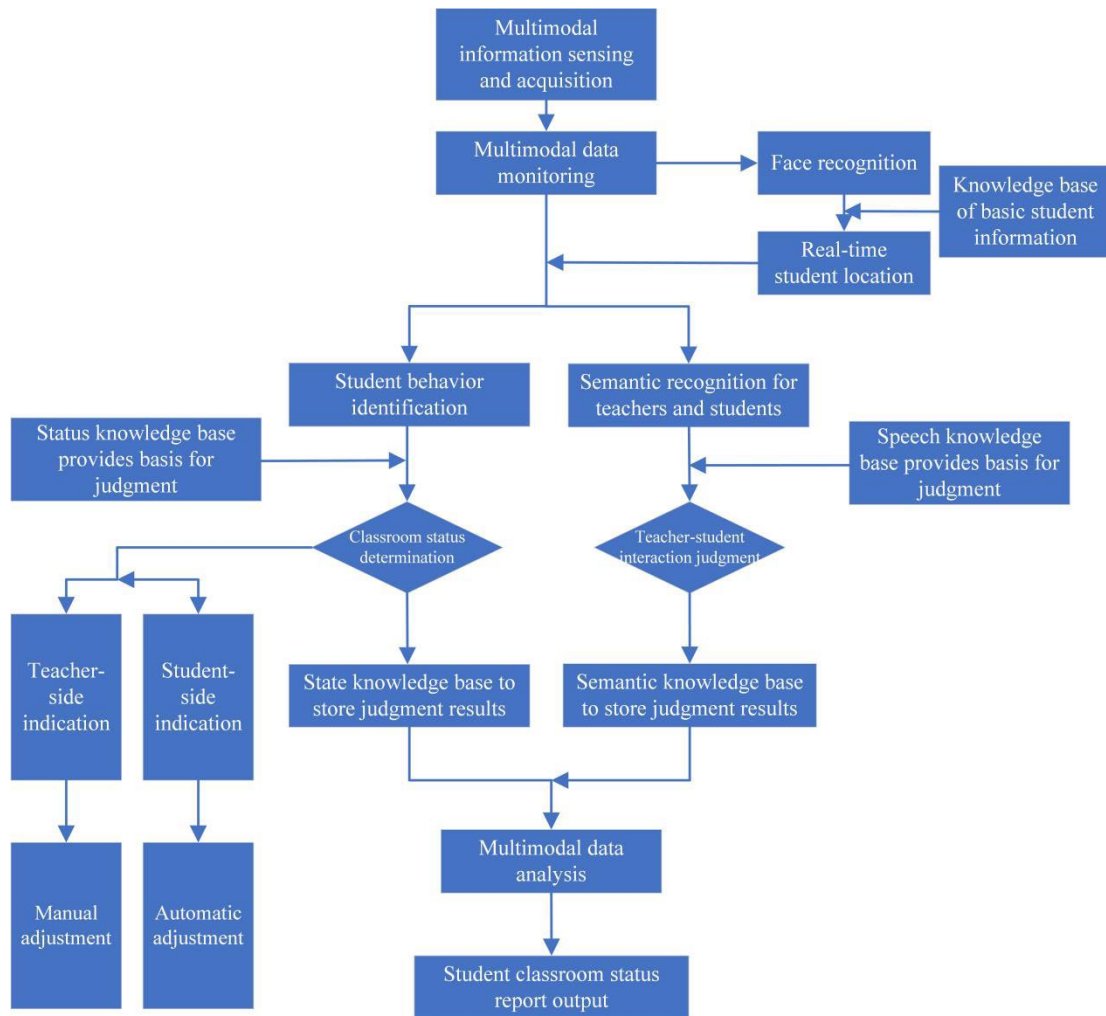 Multimodal
information sensing
and acquisition
Multimodal data
monitoring
Face recognition
Knowledge base
of basic student
information
Real-time
student location
Student behavior
identification
Semantic recognition for
teachers and students
Status knowledge base
provides basis for
judgment
Speech knowledge
base provides basis for
judgment
Classroom status
determination
Teacher-student
interaction judgment
Teacher-
side
indication
Student-
side
indication
State knowledge base to
store judgment results
Semantic knowledge base
to store judgment results
Multimodal data
analysis
Manual
adjustment
Automatic
adjustment
Student classroom status
report output